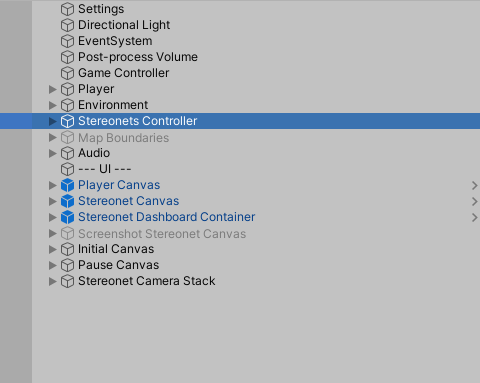 Settings
Directional Light
EventSystem
Post-process Volume
Game Controller
Player
Environment
Stereonets Controller
Map Boundaries
Audio
--- UI ---
Player Canvas
Stereonet Canvas
Stereonet Dashboard Container
Screenshot Stereonet Canvas
Initial Canvas
Pause Canvas
Stereonet Camera Stack